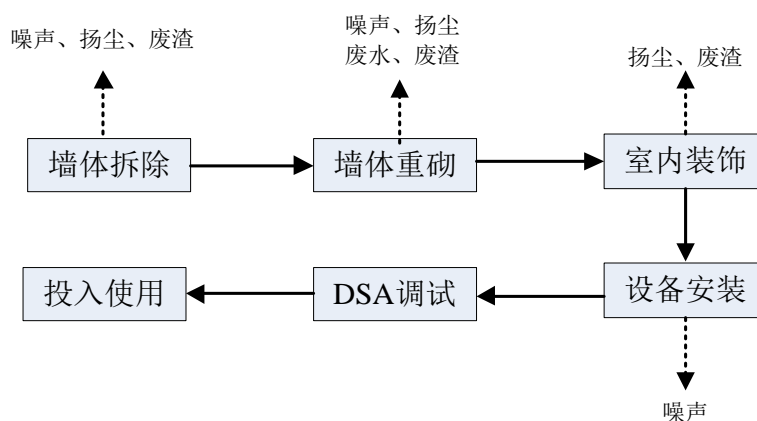 噪声、扬尘、废渣
噪声、扬尘
废水、废渣
扬尘、废渣
墙体拆除
墙体重砌
室内装饰
投入使用
DSA调试
设备安装
噪声